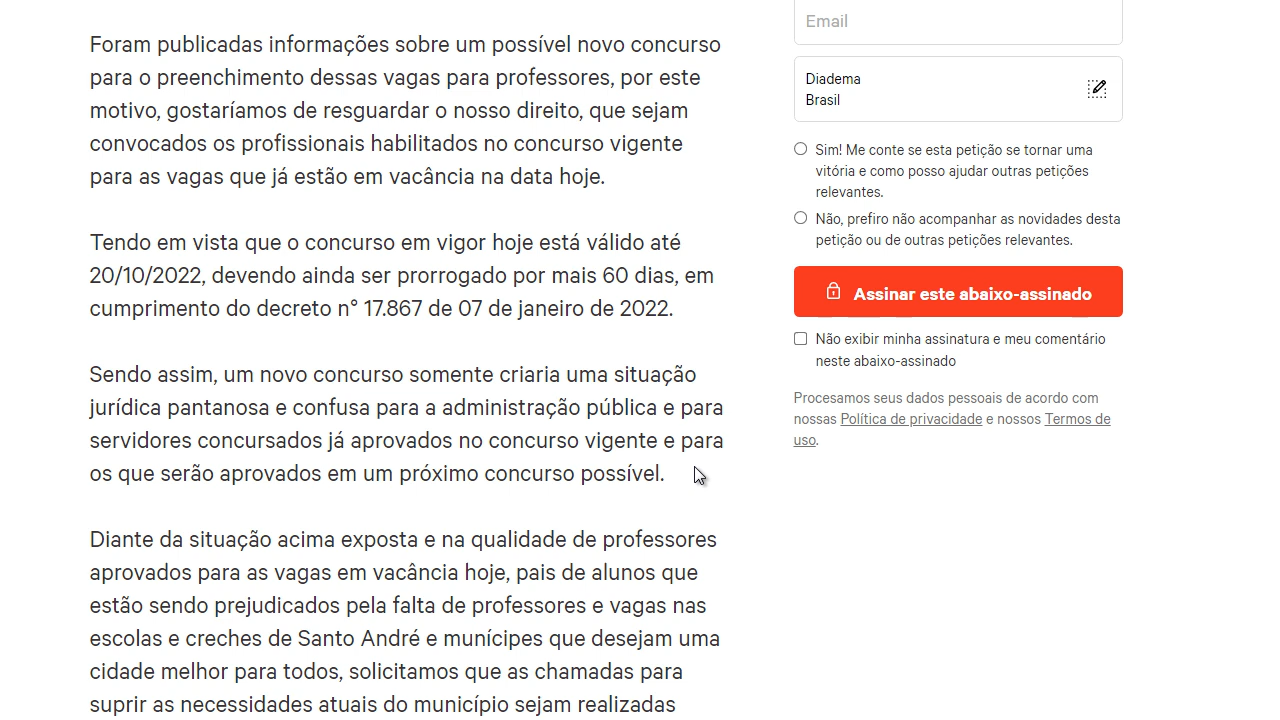 Foram publicadas informações sobre um possível novo concurso
para o preenchimento dessas vagas para professores, por este
motivo, gostaríamos de resguardar o nosso direito, que sejam
convocados os profissionais habilitados no concurso vigente
para as vagas que já estão em vacância na data hoje.
Tendo em vista que o concurso em vigor hoje está válido até
20/10/2022, devendo ainda ser prorrogado por mais 60 dias, em
cumprimento do decreto n° 17.867 de 07 de janeiro de 2022.
Sendo assim, um novo concurso somente criaria uma situação
jurídica pantanosa e confusa para a administração pública e para
servidores concursados já aprovados no concurso vigente e para
os que serão aprovados em um próximo concurso possível.
Diante da situação acima exposta e na qualidade de professores
aprovados para as vagas em vacância hoje, pais de alunos que
estão sendo prejudicados pela falta de professores e vagas nas
escolas e creches de Santo André e munícipes que desejam uma
cidade melhor para todos, solicitamos que as chamadas para
suprir as necessidades atuais do município sejam realizadas
Email
Diadema
Brasil
Sim! Me conte se esta petição se tornar uma
vitória e como posso ajudar outras petições
relevantes.
Não, prefiro não acompanhar as novidades desta
petição ou de outras petições relevantes.
Assinar este abaixo-assinado
Não exibir minha assinatura e meu comentário
neste abaixo-assinado
Procesamos seus dados pessoais de acordo com
nossas Política de privacidade e nossos Termos de
uso.